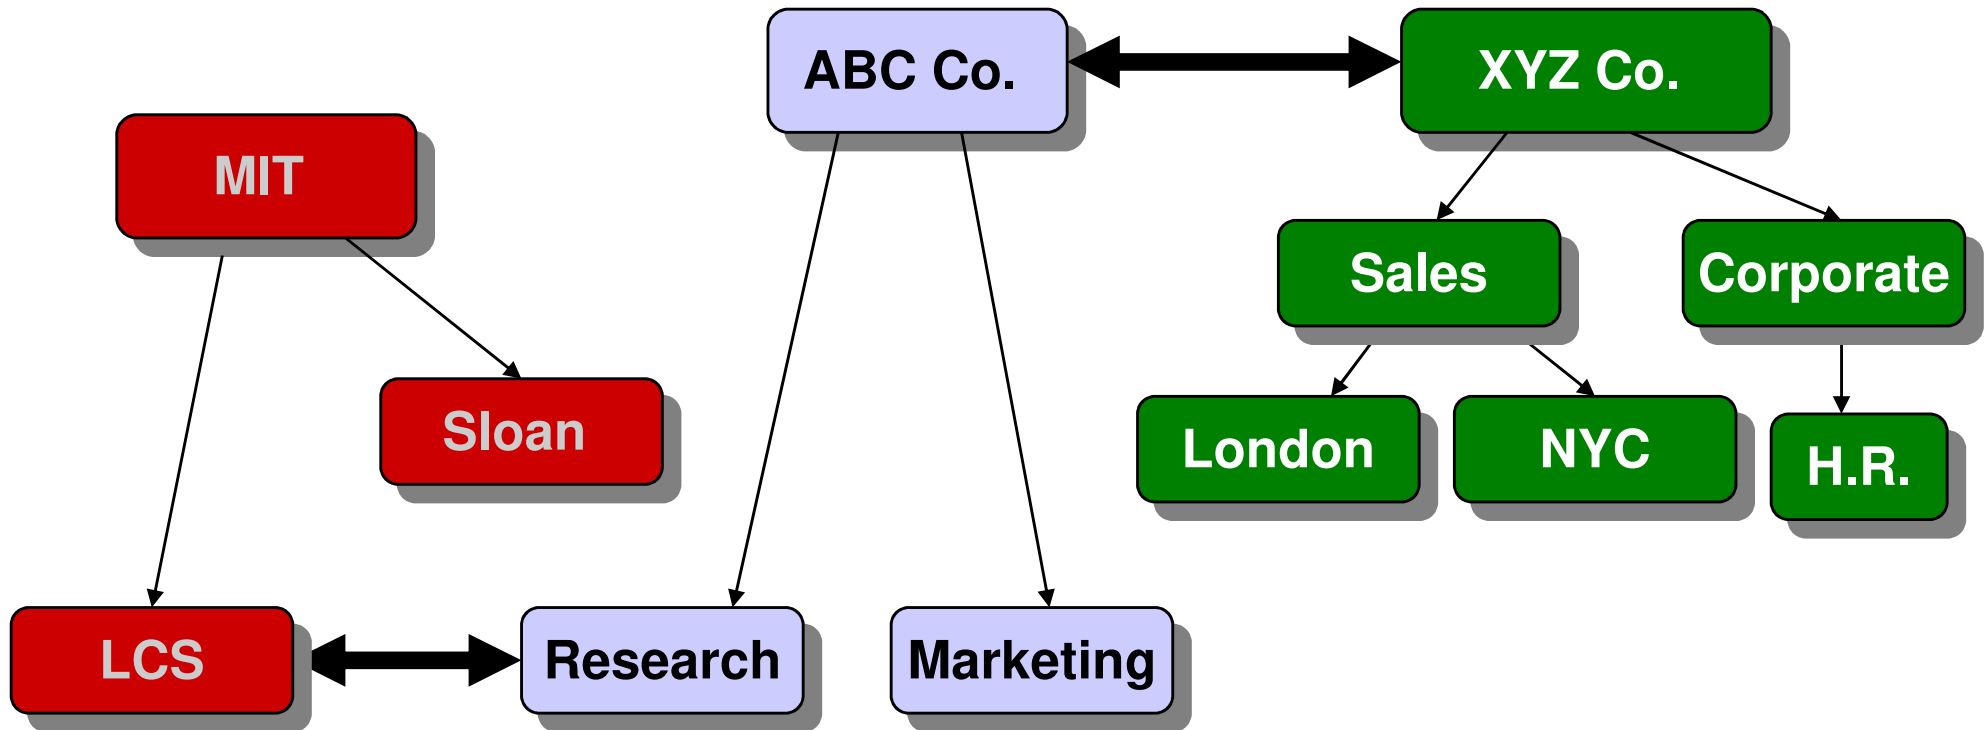 ABC Co.
XYZ Co.
MIT
Sales
Corporate
Sloan
London
NYC
H.R.
LCS
Research
Marketing